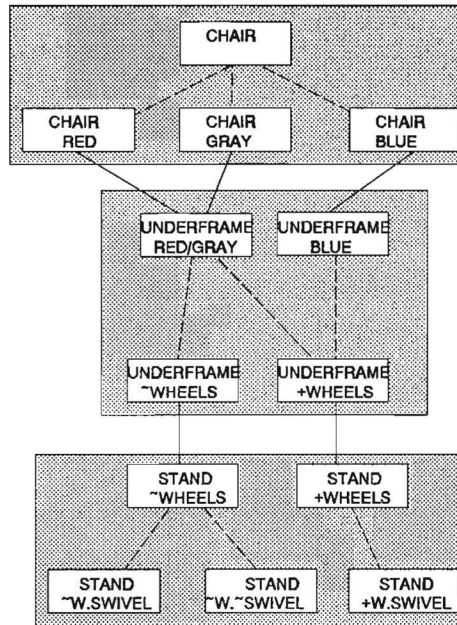 CHAIR
CHAIR
RED
CHAIR
GRAY
CHAIR
BLUE
UNDERFRAME
RED/GRAY
UNDERFRAME
BLUE
UNDERFRAME
~WHEELS
UNDERFRAME
+WHEELS
STAND
~WHEELS
STAND
+WHEELS
STAND
~W.SWIVEL
STAND
~W.~SWIVEL
STAND
+W.SWIVEL